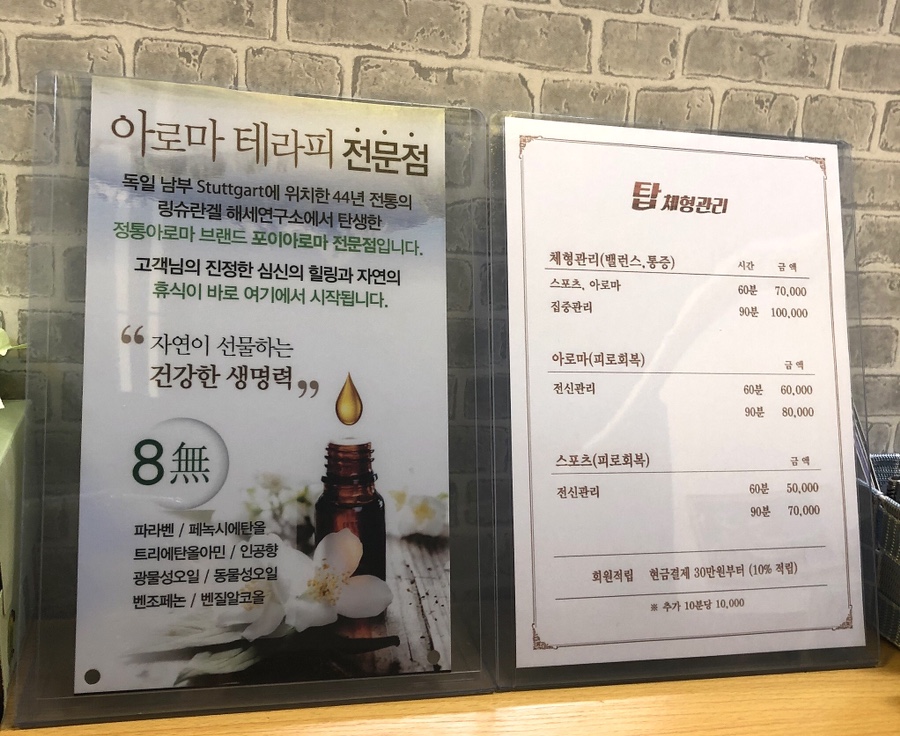 아로마 테라피 전문점
독일 남부 Stuttgart에 위치한 44년 전통의
링슈란겔 해세연구소에서 탄생한
정통아로마 브랜드 포이아로마 전문점입니다.
고객님의 진정한 심신의 힐링과 자연의
휴식이 바로 여기에서 시작됩니다.
“ 자연이 선물하는
건강한 생명력 ”
8無
파라벤 / 페녹시에탄올
트리에탄올아민 / 인공향
광물성오일 / 동물성오일
벤조페논 / 벤질알코올
탑 체형관리
체형관리(밸런스,통증) 시간 금액
스포츠, 아로마 60분 70,000
집중관리 90분 100,000
아로마(피로회복) 금액
전신관리 60분 60,000
90분 80,000
스포츠(피로회복) 금액
전신관리 60분 50,000
90분 70,000
회원적립 현금결제 30만원부터 (10% 적립)
※ 추가 10분당 10,000